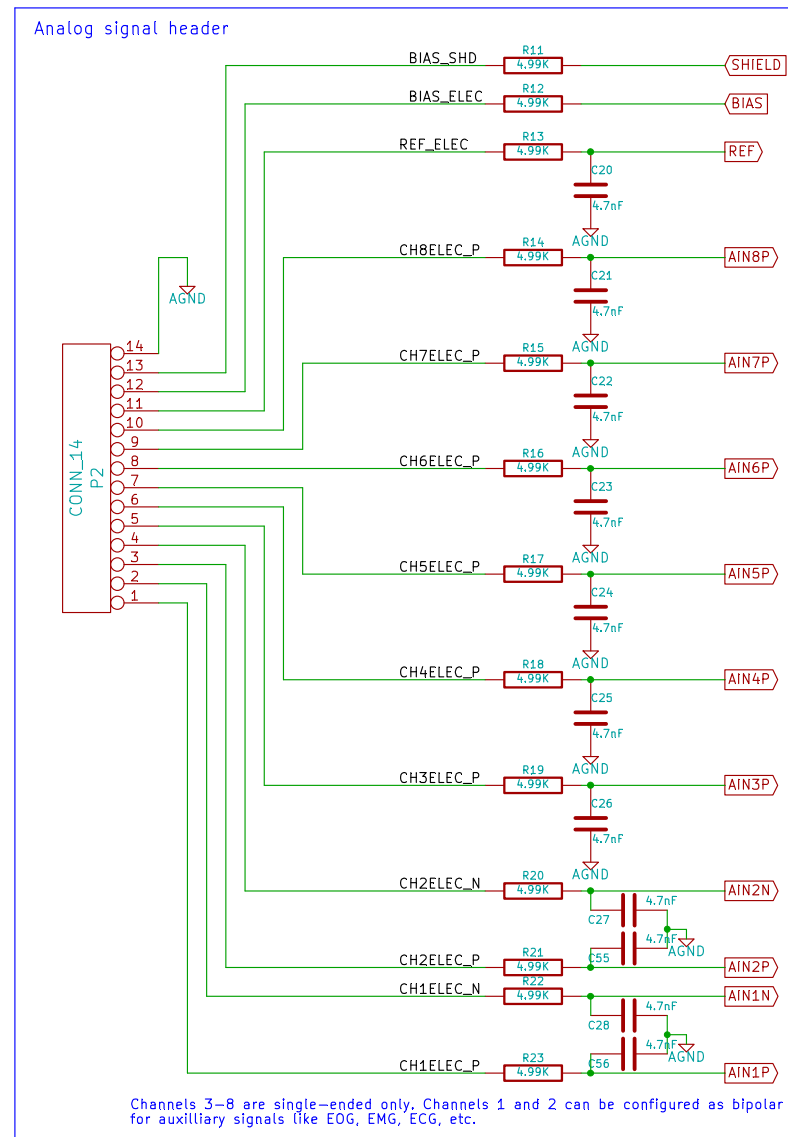 Analog signal header
BIAS_SHD R11 4.99K SHIELD
BIAS_ELEC R12 4.99K BIAS
REF_ELEC R13 4.99K REF
C20
4.7nF
AGND
CH8ELEC_P R14 4.99K AIN8P
C21
4.7nF
AGND
AGND
CH7ELEC_P R15 4.99K AIN7P
C22
4.7nF
AGND
CH6ELEC_P R16 4.99K AIN6P
C23
4.7nF
AGND
CH5ELEC_P R17 4.99K AIN5P
C24
4.7nF
AGND
CH4ELEC_P R18 4.99K AIN4P
C25
4.7nF
AGND
CH3ELEC_P R19 4.99K AIN3P
C26
4.7nF
AGND
CH2ELEC_N R20 4.99K AIN2N
4.7nF
C27
4.7nF
AGND
C55
CH2ELEC_P R21 4.99K AIN2P
CH1ELEC_N R22 4.99K AIN1N
4.7nF
C28
4.7nF
AGND
C56
CH1ELEC_P R23 4.99K AIN1P
CONN_14
P2
14
13
12
11
10
9
8
7
6
5
4
3
2
1
Channels 3-8 are single-ended only. Channels 1 and 2 can be configured as bipolar
for auxilliary signals like EOG, EMG, ECG, etc.